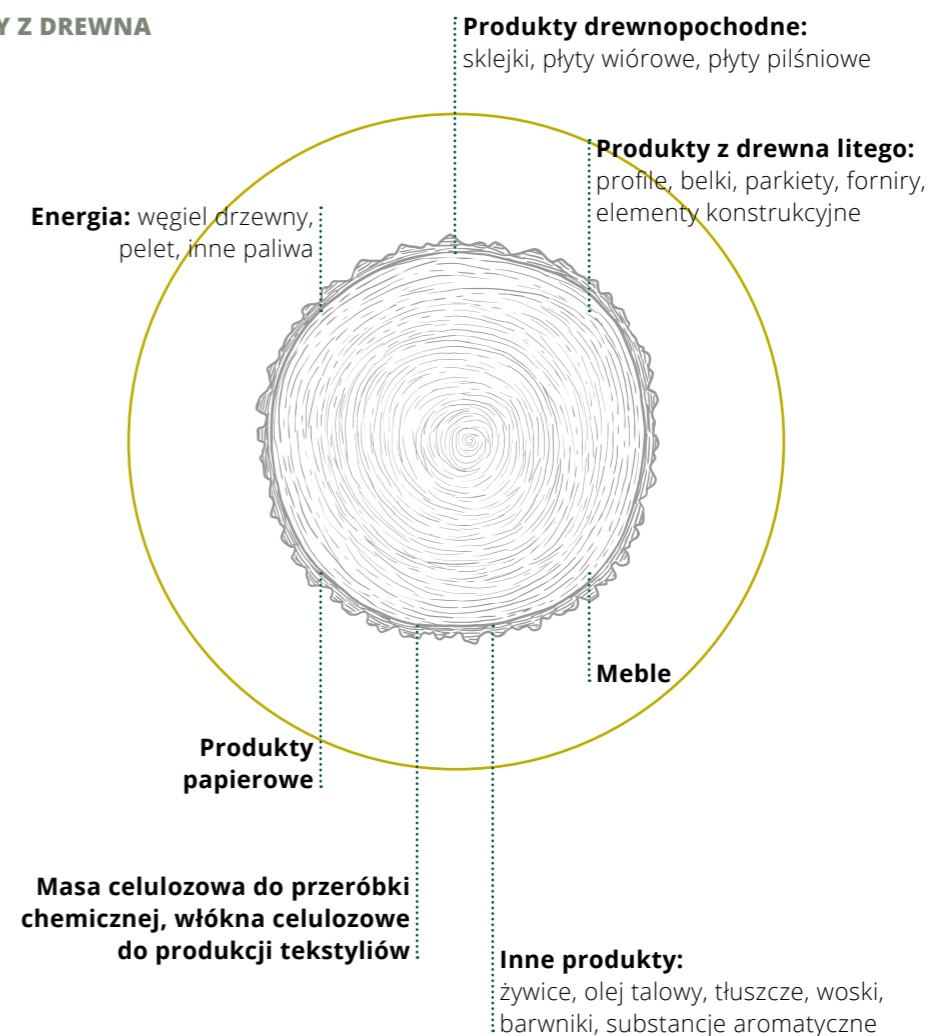 Y Z DREWNA
Produkty drewnopochodne:
sklejki, płyty wiórowe, płyty pilśniowe
Produkty z drewna litego:
profile, belki, parkiety, forniry,
elementy konstrukcyjne
Energia: węgiel drzewny,
pelet, inne paliwa
Meble
Produkty
papierowe
Masa celulozowa do przeróbki
chemicznej, włókna celulozowe
do produkcji tekstyliów
Inne produkty:
żywice, olej talowy, tłuszcze, woski,
barwniki, substancje aromatyczne